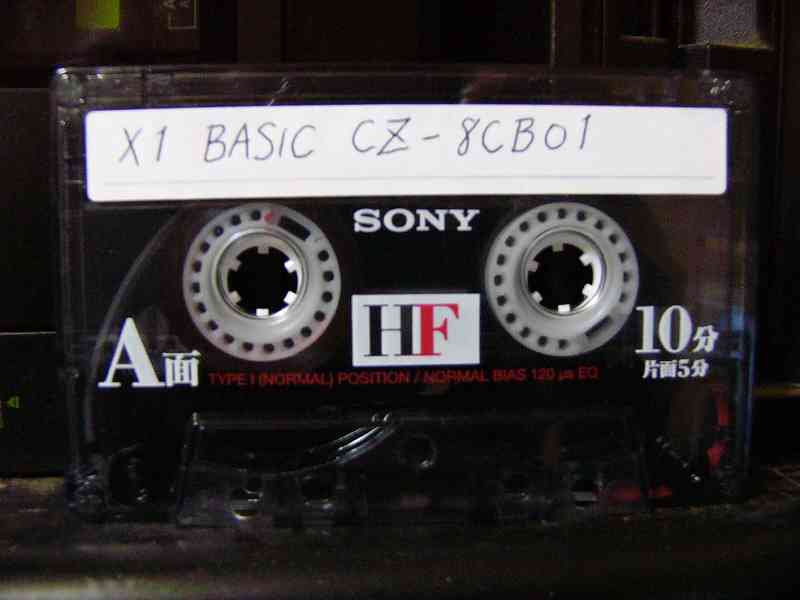 X1 BASIC CZ-8CB01
SONY
HF
A面
10分
片面5分
TYPE I (NORMAL) POSITION / NORMAL BIAS 120 µs EQ